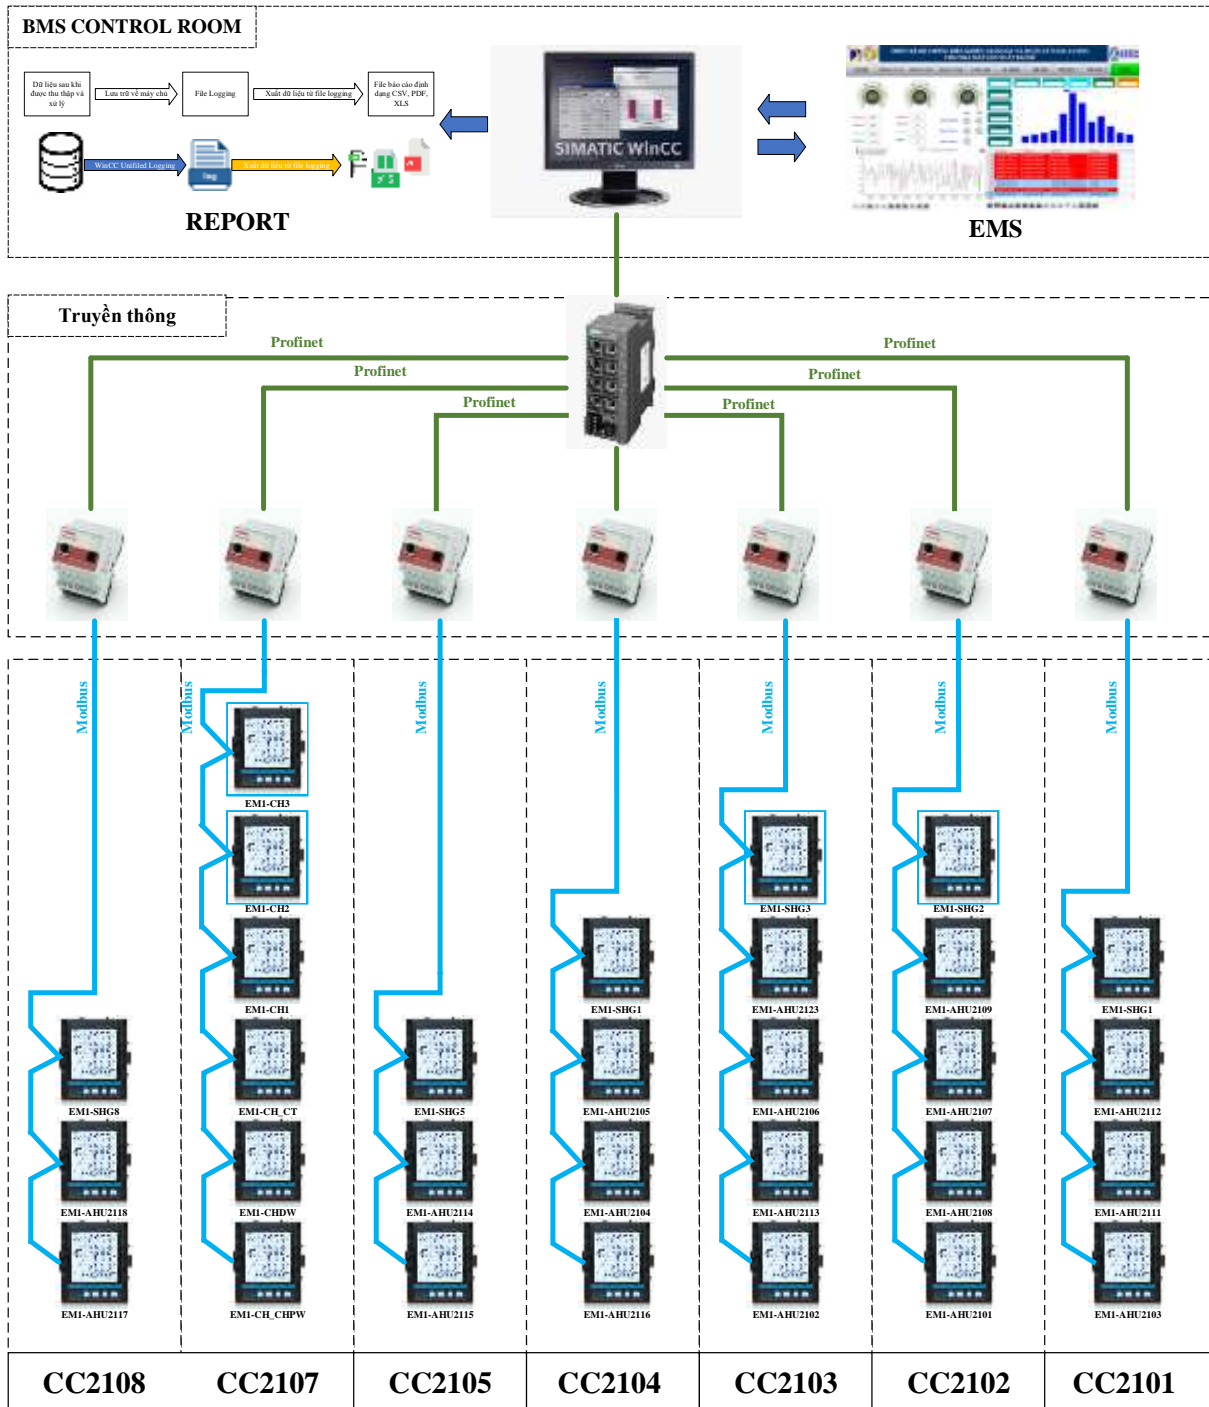 BMS CONTROL ROOM
Dữ liệu sau khi
được thu thập và
xử lý
Lưu trữ về máy chủ
File Logging
Xuất dữ liệu từ file logging
File báo cáo định
dạng CSV, PDF,
XLS
WinCC Unifiled Logging
Xuất dữ liệu từ file logging
REPORT
SIMATIC WinCC
EMS
Truyền thông
Profinet
Profinet
Profinet
Profinet
Profinet
Profinet
Modbus
Modbus
Modbus
Modbus
Modbus
Modbus
Modbus
EM1-SHG8
EM1-AHU2118
EM1-AHU2117
EM1-CH3
EM1-CH2
EM1-CH1
EM1-CH_CT
EM1-CHDW
EM1-CH_CHPW
EM1-SHG5
EM1-AHU2114
EM1-AHU2115
EM1-SHG1
EM1-AHU2105
EM1-AHU2104
EM1-AHU2116
EM1-SHG3
EM1-AHU2123
EM1-AHU2106
EM1-AHU2113
EM1-AHU2102
EM1-SHG2
EM1-AHU2109
EM1-AHU2107
EM1-AHU2108
EM1-AHU2101
EM1-SHG1
EM1-AHU2112
EM1-AHU2111
EM1-AHU2103
CC2108
CC2107
CC2105
CC2104
CC2103
CC2102
CC2101